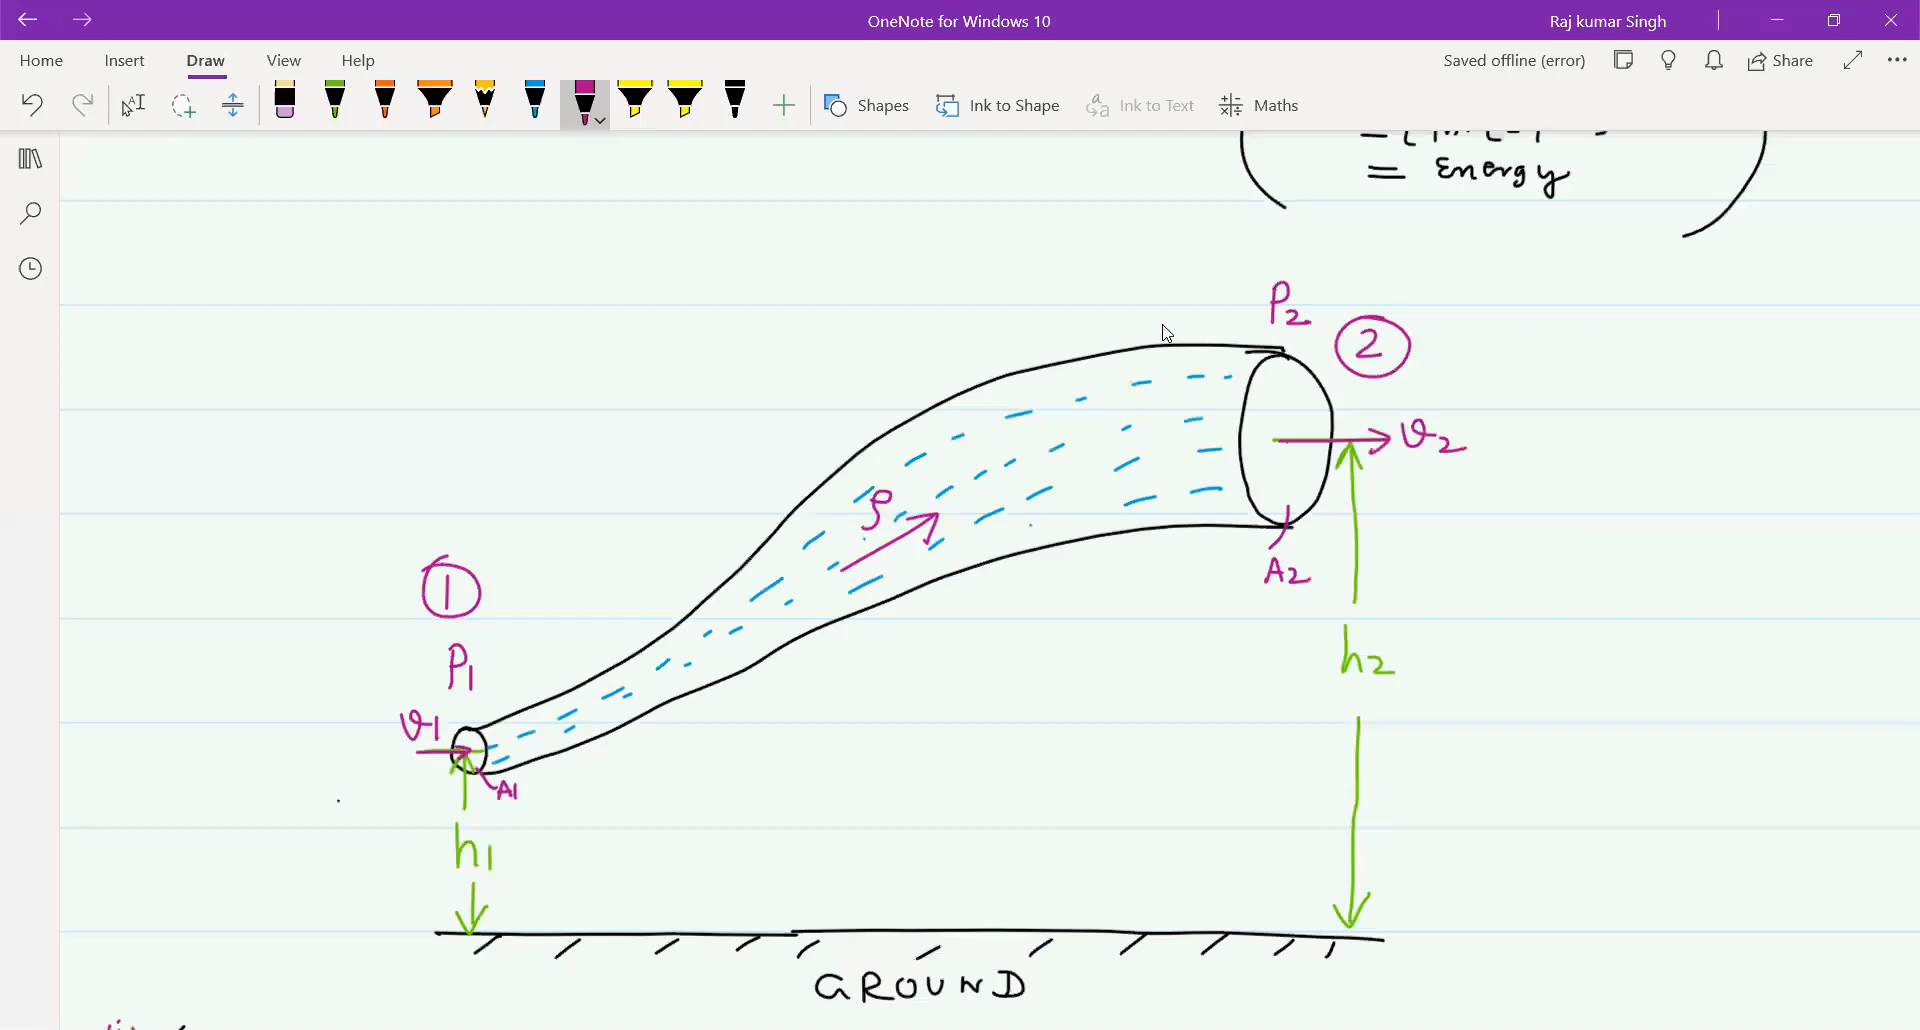 OneNote for Windows 10
Raj kumar Singh
Home Insert Draw View Help
Saved offline (error)
Share
Shapes
Ink to Shape
Ink to Text
Maths
= Energy
P2
2
v2
ρ
A2
1
P1
v1
A1
h2
h1
GROUND